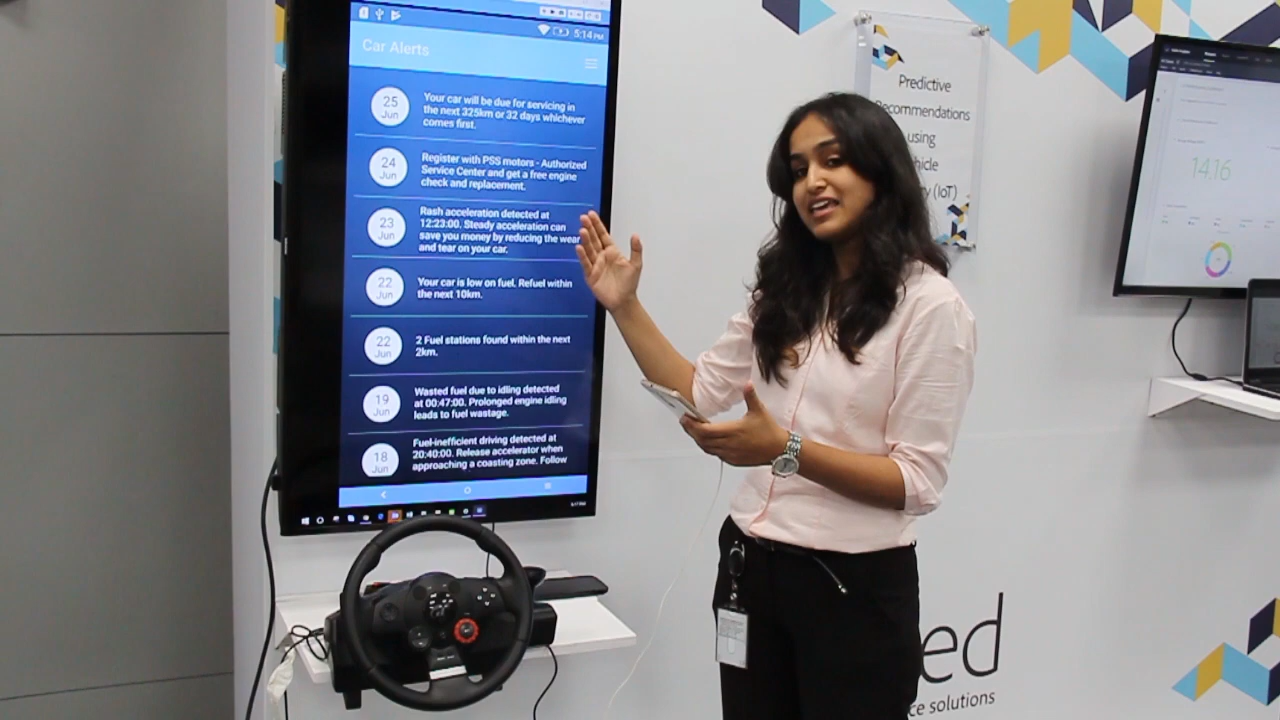 5:14 PM
Car Alerts
25
Jun
Your car will be due for servicing in
the next 325km or 32 days whichever
comes first.
24
Jun
Register with PSS motors - Authorized
Service Center and get a free engine
check and replacement.
23
Jun
Rash acceleration detected at
12:23:00. Steady acceleration can
save you money by reducing the wear
and tear on your car.
22
Jun
Your car is low on fuel. Refuel within
the next 10km.
22
Jun
2 Fuel stations found within the next
2km.
19
Jun
Wasted fuel due to idling detected
at 00:47:00. Prolonged engine idling
leads to fuel wastage.
18
Jun
Fuel-inefficient driving detected at
20:40:00. Release accelerator when
approaching a coasting zone. Follow
Predictive
Recommendations
using
hicle
y (IoT)
14.16
ed
ce solutions